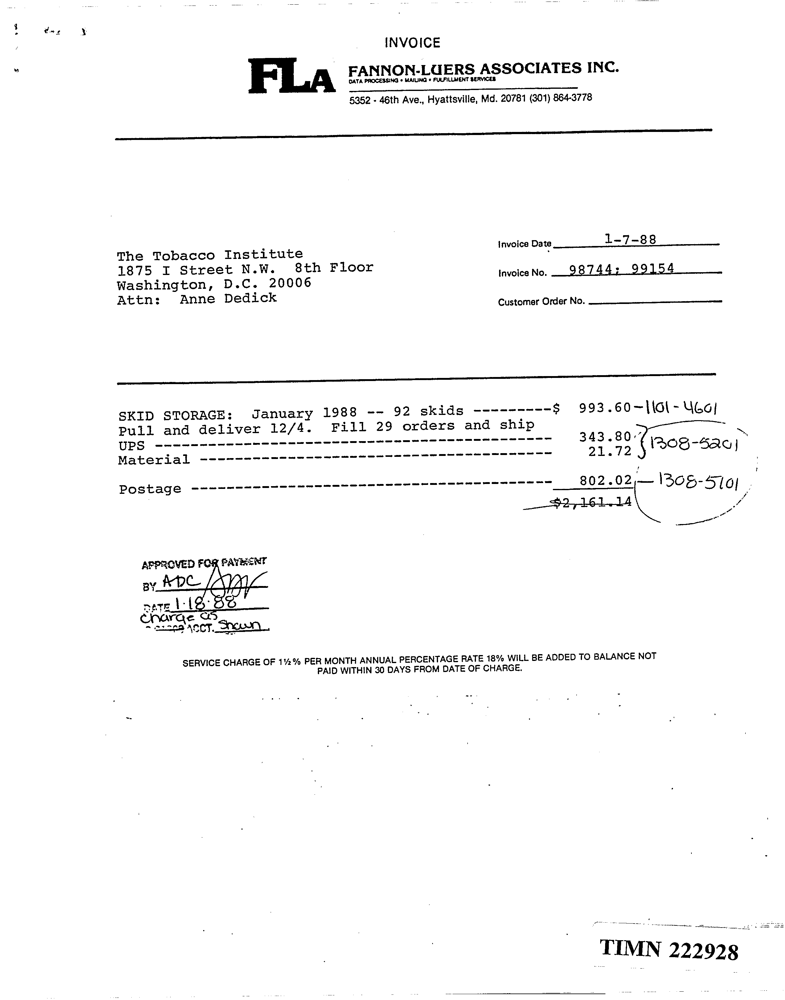 INVOICE
FLA
FANNON-LUERS ASSOCIATES INC.
DATA PROCESSING • MAILING • FULFILLMENT SERVICES
5352 - 46th Ave., Hyattsville, Md. 20781 (301) 864-3778
The Tobacco Institute
1875 I Street N.W. 8th Floor
Washington, D.C. 20006
Attn: Anne Dedick
Invoice Date 1-7-88
Invoice No. 98744; 99154
Customer Order No.
SKID STORAGE: January 1988 -- 92 skids ---------$ 993.60 - 1101-4601
Pull and deliver 12/4. Fill 29 orders and ship
UPS ---------------------------------------------- 343.80 1308-5201
Material ----------------------------------------- 21.72
Postage ------------------------------------------ 802.02 - 1308-5101
$2,161.14
APPROVED FOR PAYMENT
BY ADC
DATE 1-18-88
Charge as
ACCT. Shown
SERVICE CHARGE OF 1½% PER MONTH ANNUAL PERCENTAGE RATE 18% WILL BE ADDED TO BALANCE NOT
PAID WITHIN 30 DAYS FROM DATE OF CHARGE.
TIMN 222928